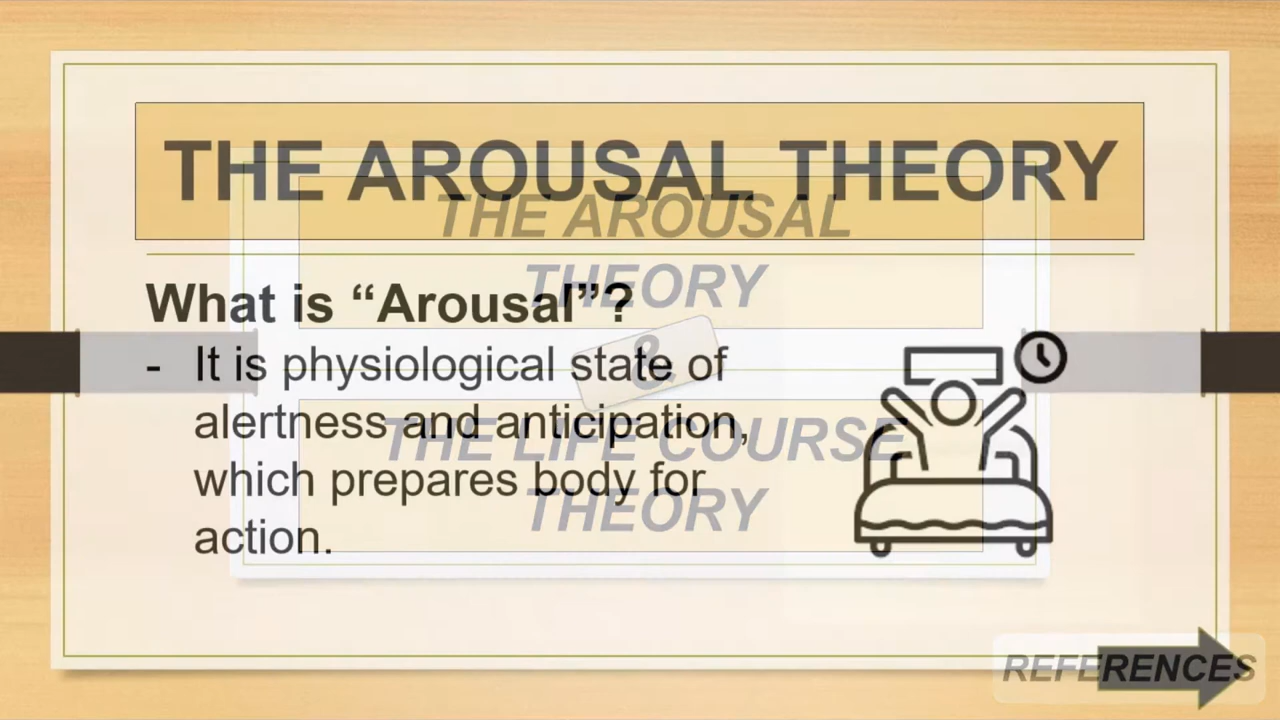 THE AROUSAL THEORY
THE AROUSAL
THEORY
&
THE LIFE COURSE
THEORY
What is “Arousal”?
- It is physiological state of
alertness and anticipation,
which prepares body for
action.
REFERENCES